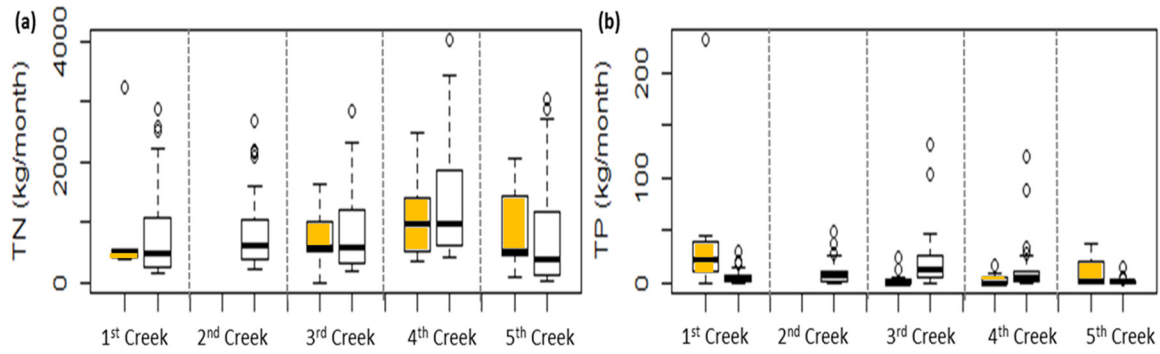 (a)
TN (kg/month)
4000
2000
0
1st Creek 2nd Creek 3rd Creek 4th Creek 5th Creek
(b)
TP (kg/month)
200
100
0
1st Creek 2nd Creek 3rd Creek 4th Creek 5th Creek